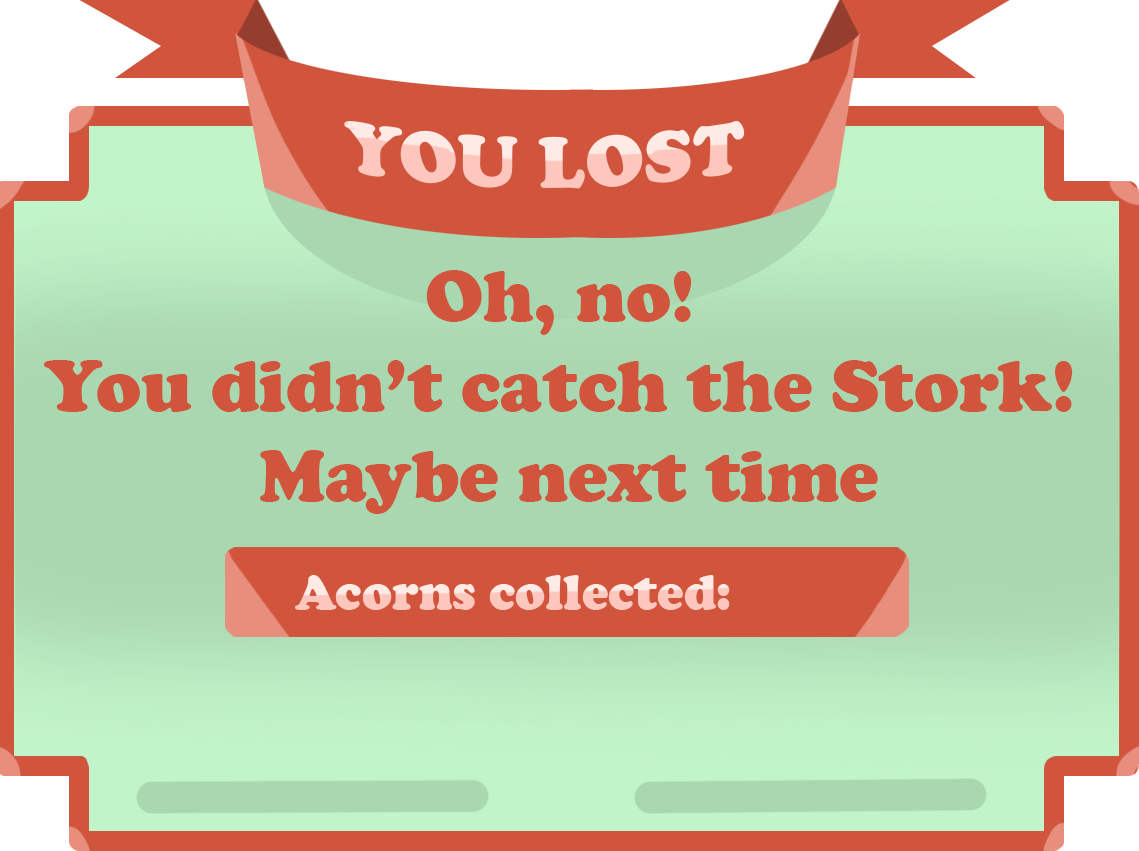 YOU LOST
Oh, no!
You didn’t catch the Stork!
Maybe next time
Acorns collected: